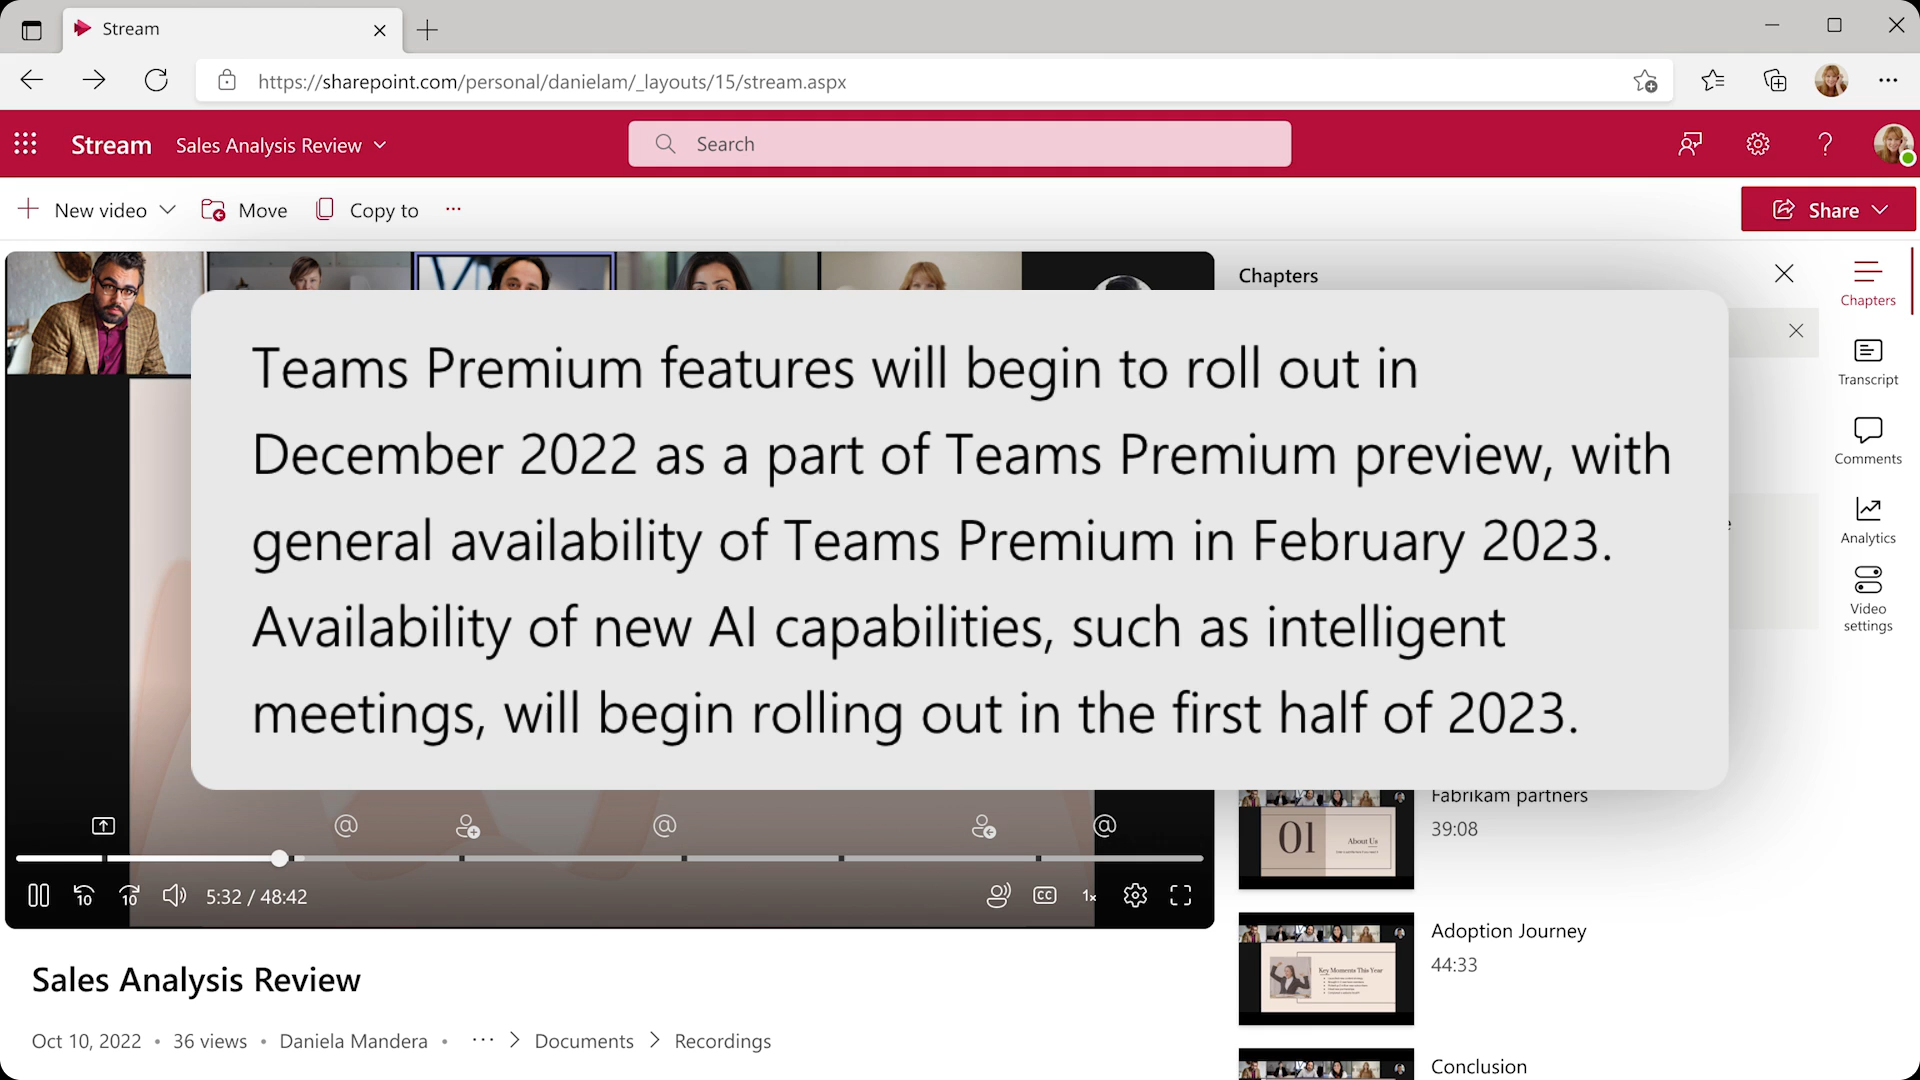 Stream
https://sharepoint.com/personal/danielam/_layouts/15/stream.aspx
Stream Sales Analysis Review
Search
New video Move Copy to ...
Share
Chapters
Chapters
Transcript
Comments
Analytics
Video
settings
Teams Premium features will begin to roll out in
December 2022 as a part of Teams Premium preview, with
general availability of Teams Premium in February 2023.
Availability of new AI capabilities, such as intelligent
meetings, will begin rolling out in the first half of 2023.
@ @ @
10 10 5:32 / 48:42 CC 1x
Fabrikam partners
39:08
01 About Us
Adoption Journey
44:33
Key Moments This Year
Conclusion
Sales Analysis Review
Oct 10, 2022 • 36 views • Daniela Mandera • ... > Documents > Recordings